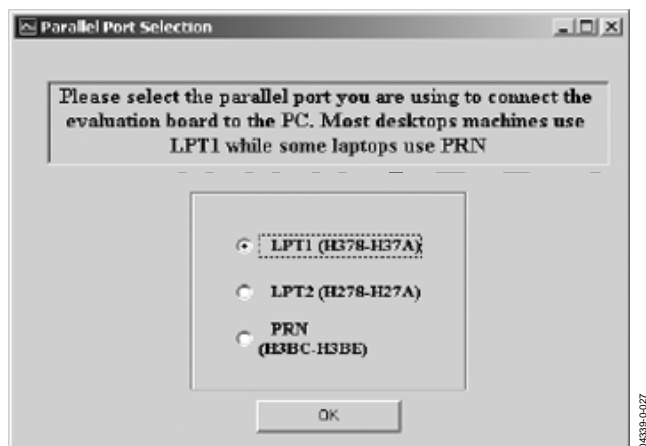 Parallel Port Selection
Please select the parallel port you are using to connect the
evaluation board to the PC. Most desktops machines use
LPT1 while some laptops use PRN
LPT1 (H378-H37A)
LPT2 (H278-H27A)
PRN
(H3BC-H3BE)
OK
04339-0-027